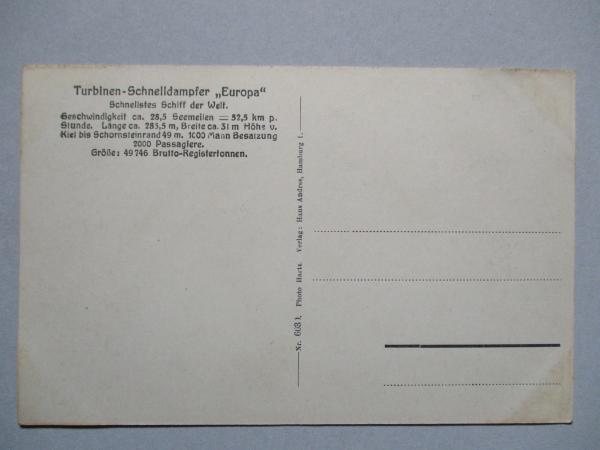 Turbinen-Schnelldampfer „Europa“
Schnellstes Schiff der Welt.
Geschwindigkeit ca. 28,5 Seemeilen = 52,5 km p.
Stunde. Länge ca. 285,5 m, Breite ca. 31 m Höhe v.
Kiel bis Schornsteinrand 49 m. 1000 Mann Besatzung
2000 Passagiere.
Größe: 49746 Brutto-Registertonnen.
Nr. 6031. Photo Hartz Verlag: Hans Andres, Hamburg 1.